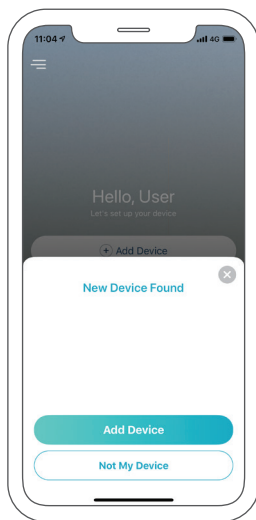 11:04
4G
Hello, User
Let's set up your device
Add Device
New Device Found
Add Device
Not My Device